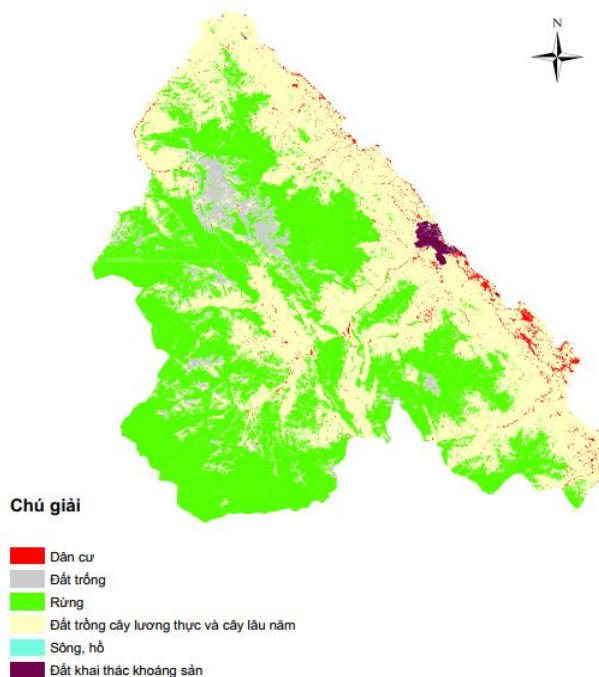 N
Chú giải
Dân cư
Đất trống
Rừng
Đất trồng cây lương thực và cây lâu năm
Sông, hồ
Đất khai thác khoáng sản